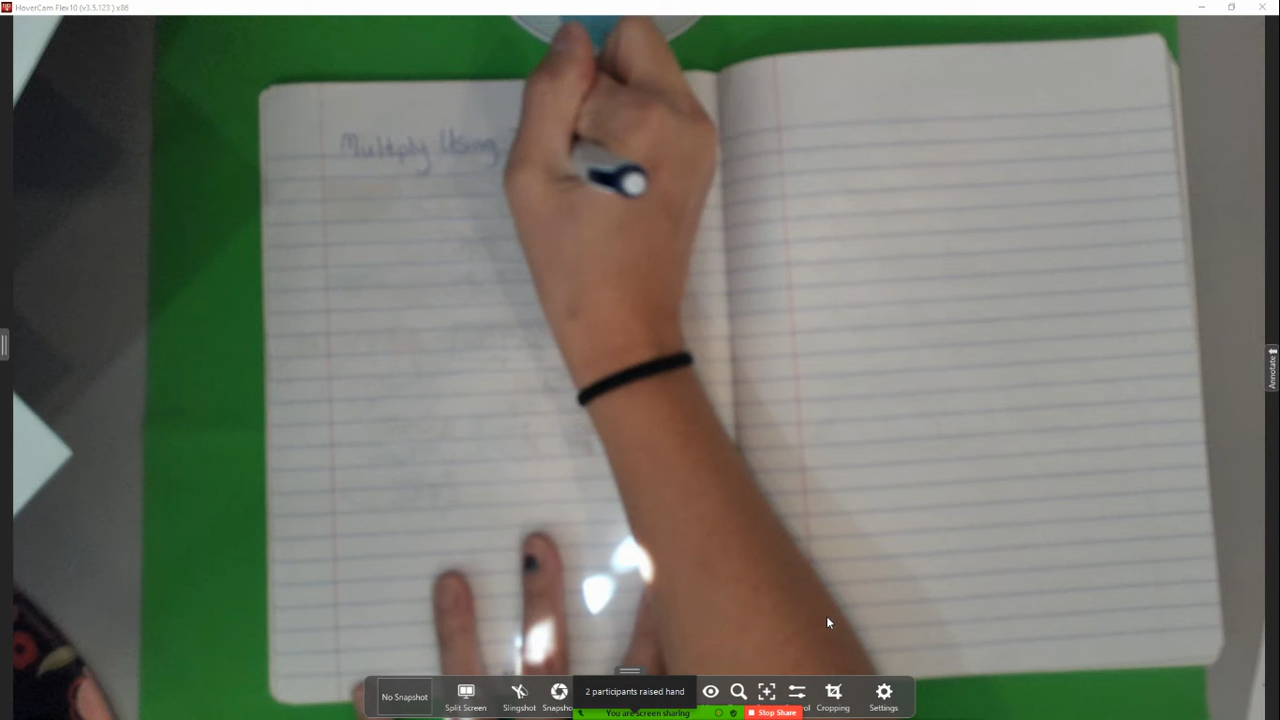 HoverCam Flex10 (v3.5.123) x86
Multiply Using
Annotate
No Snapshot
Split Screen
Slingshot
Snapsho
2 participants raised hand
Cropping
Settings
You are screen sharing
Stop Share